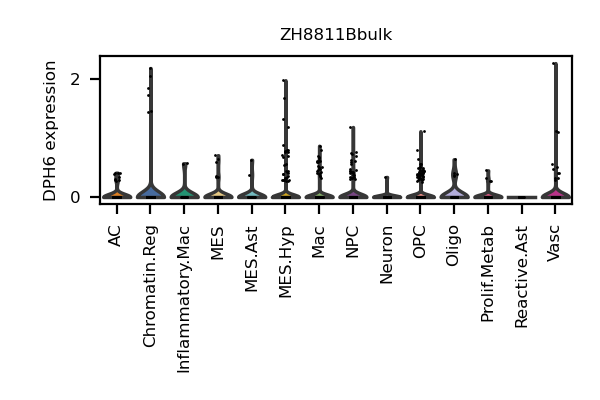 ZH8811Bbulk
DPH6 expression
2
0
AC
Chromatin.Reg
Inflammatory.Mac
MES
MES.Ast
MES.Hyp
Mac
NPC
Neuron
OPC
Oligo
Prolif.Metab
Reactive.Ast
Vasc